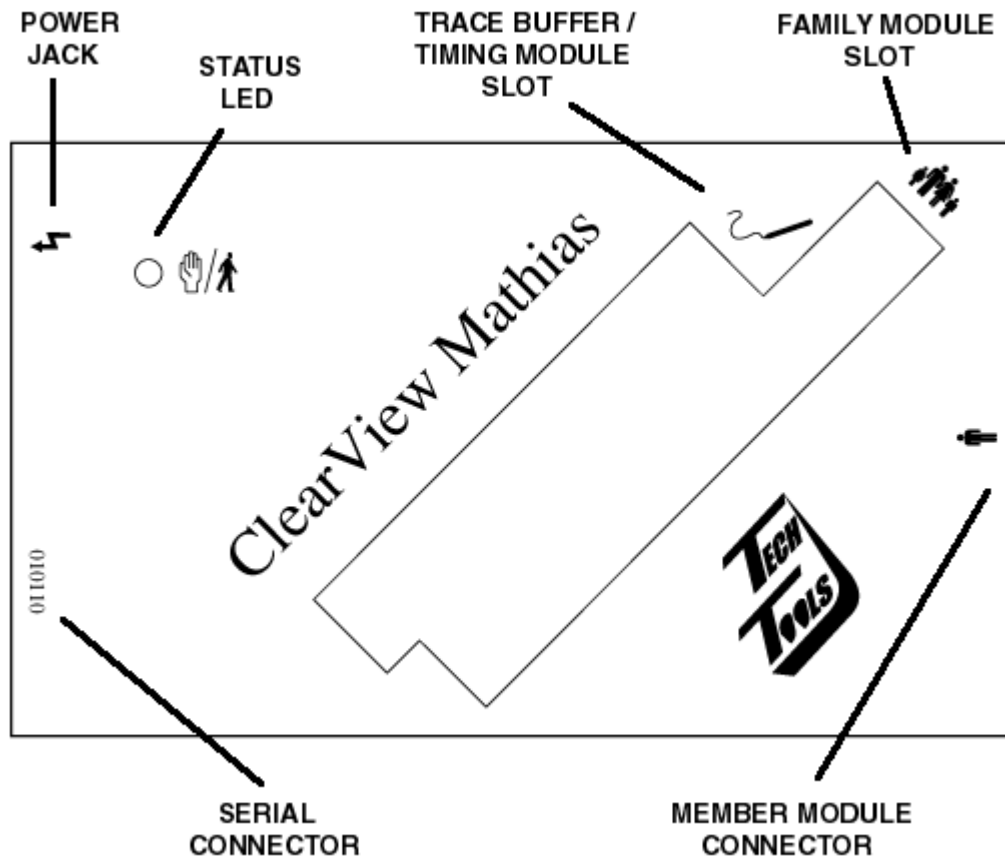 POWER
JACK
STATUS
LED
TRACE BUFFER /
TIMING MODULE
SLOT
FAMILY MODULE
SLOT
ClearView Mathias
010110
TECH
TOOLS
SERIAL
CONNECTOR
MEMBER MODULE
CONNECTOR